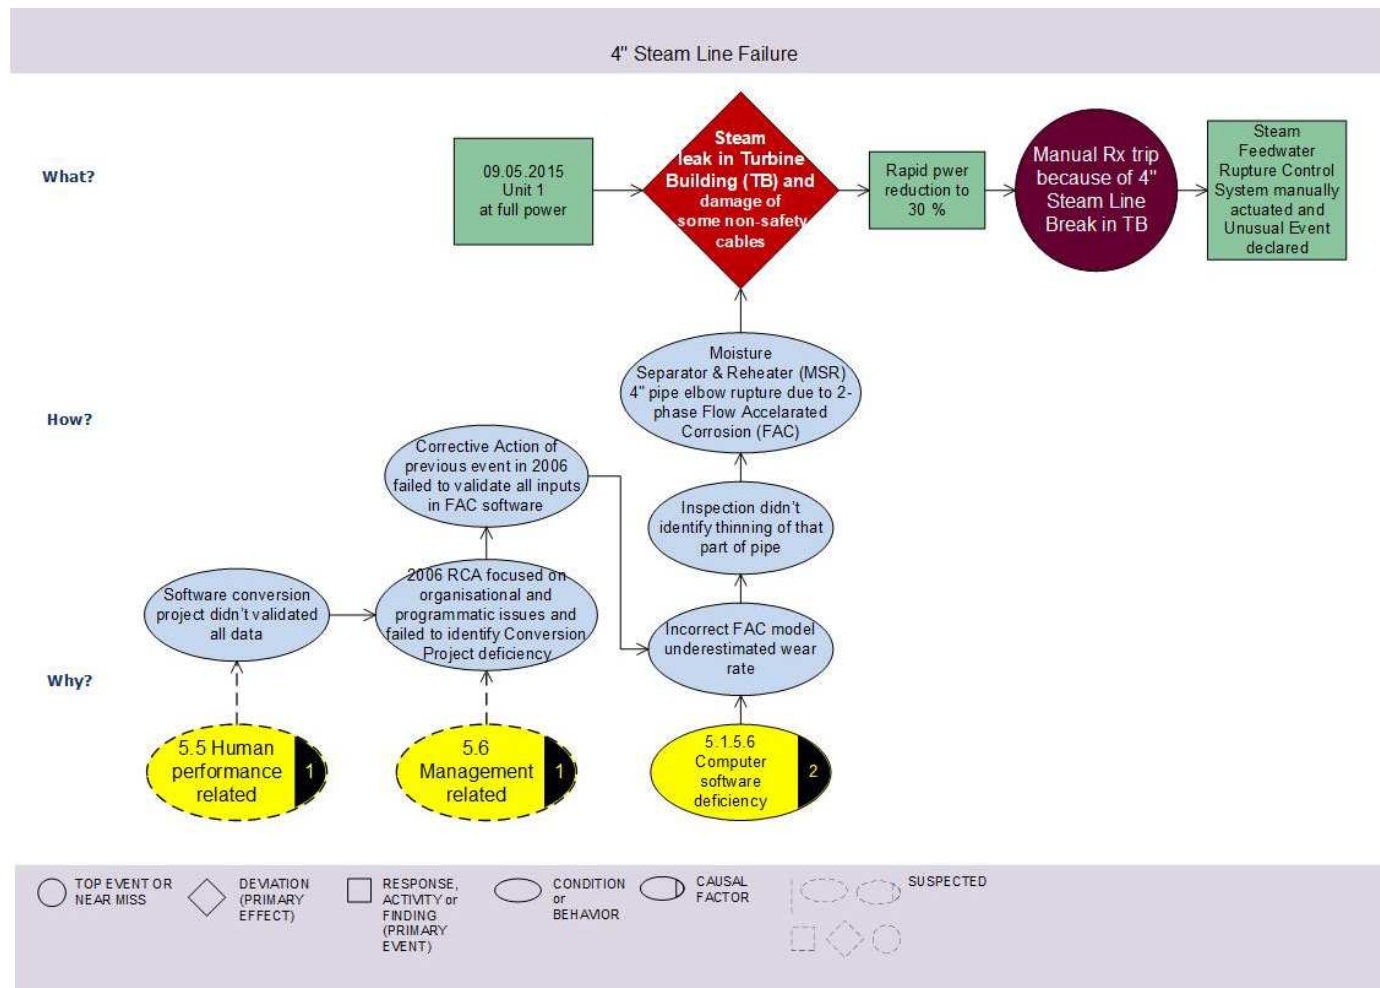 4" Steam Line Failure
What?
09.05.2015
Unit 1
at full power
Steam
leak in Turbine
Building (TB) and
damage of
some non-safety
cables
Rapid pwer
reduction to
30 %
Manual Rx trip
because of 4"
Steam Line
Break in TB
Steam
Feedwater
Rupture Control
System manually
actuated and
Unusual Event
declared
How?
Moisture
Separator & Reheater (MSR)
4" pipe elbow rupture due to 2-
phase Flow Accelarated
Corrosion (FAC)
Corrective Action of
previous event in 2006
failed to validate all inputs
in FAC software
Inspection didn't
identify thinning of that
part of pipe
Software conversion
project didn't validated
all data
2006 RCA focused on
organisational and
programmatic issues and
failed to identify Conversion
Project deficiency
Incorrect FAC model
underestimated wear
rate
Why?
5.5 Human
performance
related
1
5.6
Management
related
1
5.1.5.6
Computer
software
deficiency
2
TOP EVENT OR
NEAR MISS
DEVIATION
(PRIMARY
EFFECT)
RESPONSE,
ACTIVITY or
FINDING
(PRIMARY
EVENT)
CONDITION
or
BEHAVIOR
CAUSAL
FACTOR
SUSPECTED